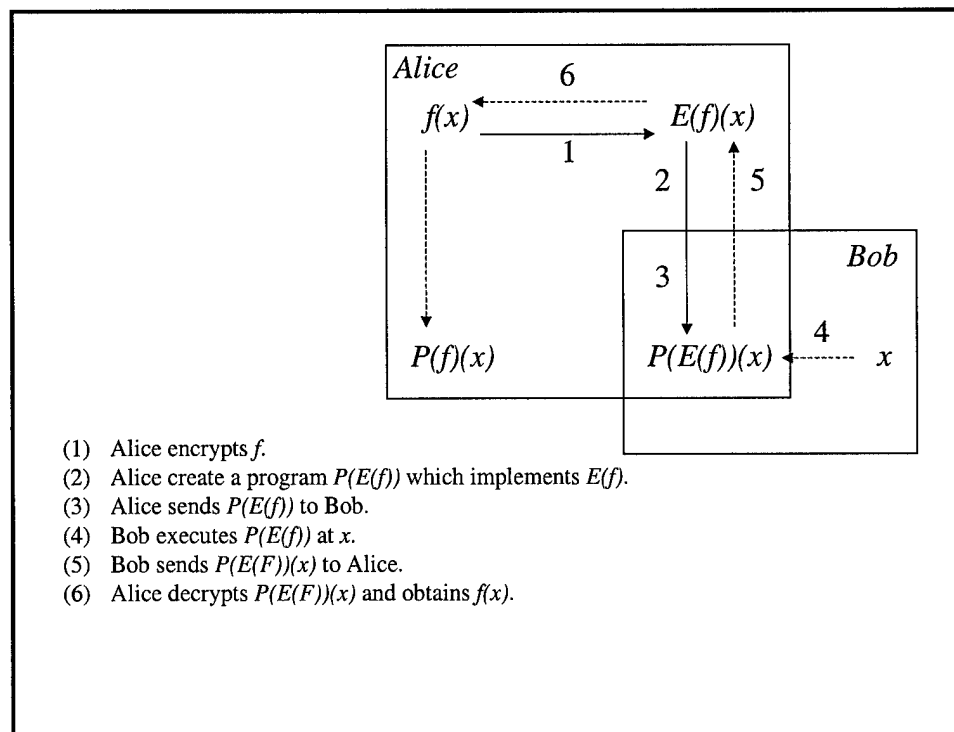 Alice
6
f(x)
E(f)(x)
1
2
5
Bob
3
4
P(f)(x)
P(E(f))(x)
x
(1) Alice encrypts f.
(2) Alice create a program P(E(f)) which implements E(f).
(3) Alice sends P(E(f)) to Bob.
(4) Bob executes P(E(f)) at x.
(5) Bob sends P(E(F))(x) to Alice.
(6) Alice decrypts P(E(F))(x) and obtains f(x).